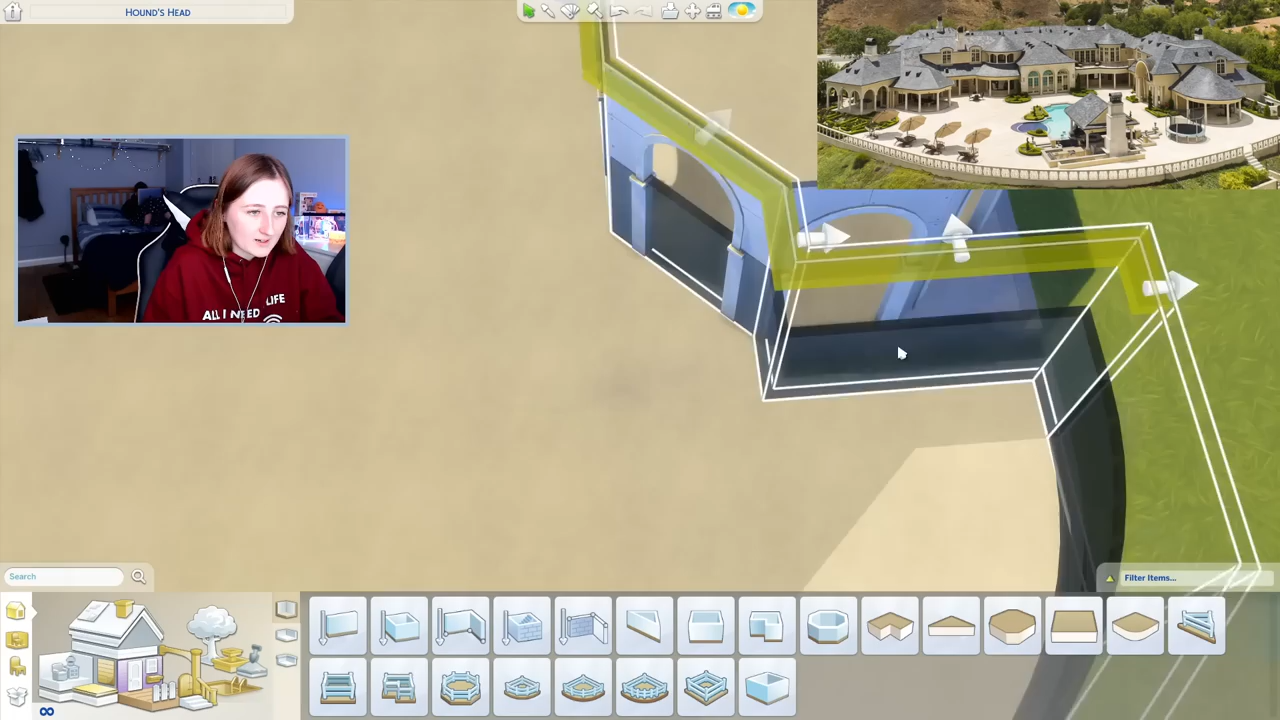 HOUND'S HEAD
LIFE
ALL I NEED
Search
Filter Items...